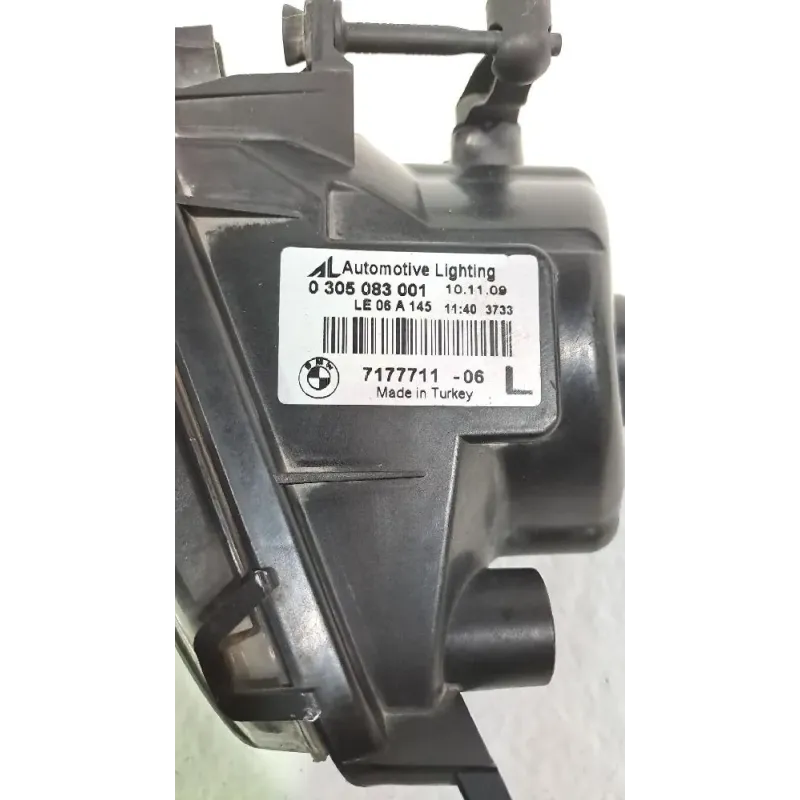 AL Automotive Lighting
0 305 083 001 10.11.09
LE 06 A 145 11:40 3733
BMW 7177711 -06 L
Made in Turkey